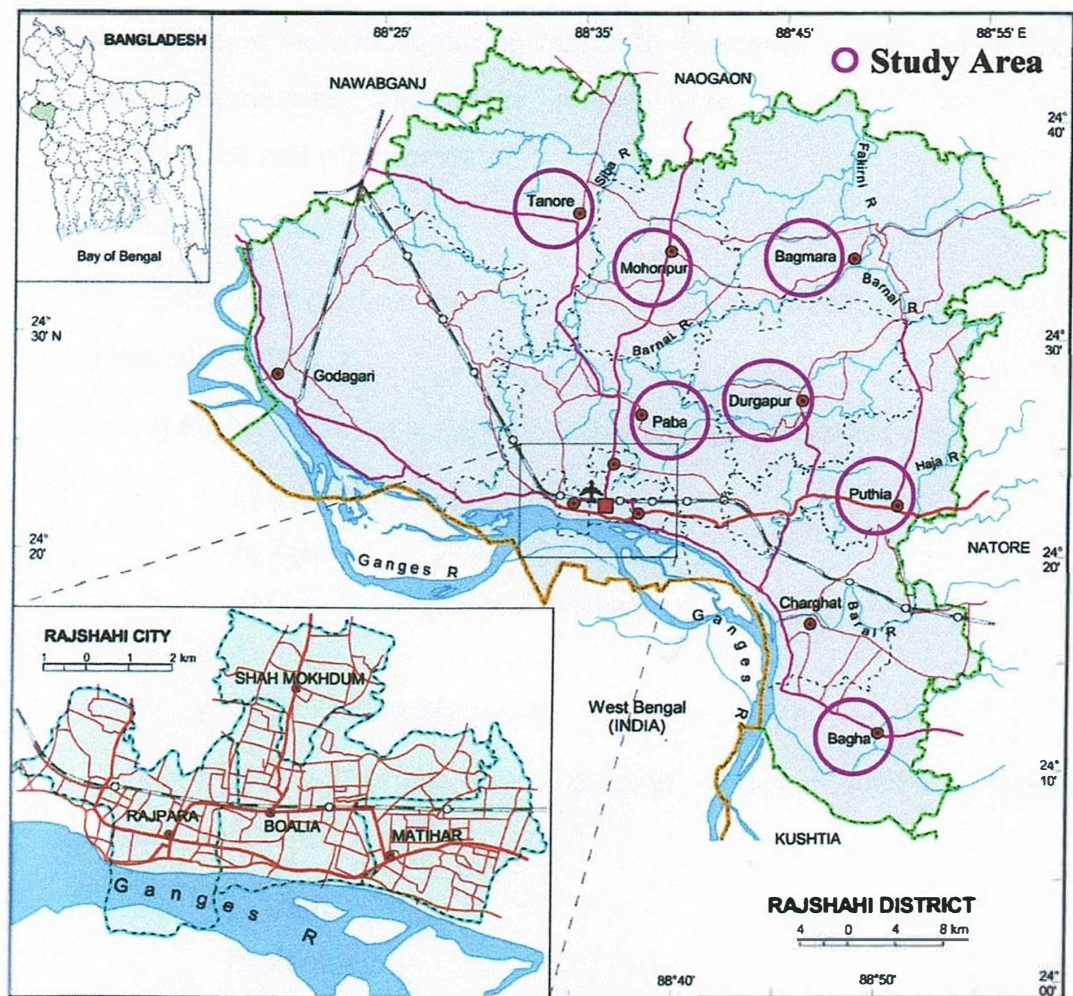 88°25'
88°35'
88°45'
88°55' E
BANGLADESH
Bay of Bengal
NAWABGANJ
NAOGAON
Study Area
24°
40'
Siba R
Fakirni R
Tanore
Mohonpur
Bagmara
Barnai R
24°
30' N
Barnai R
24°
30'
Godagari
Durgapur
Paba
Haja R
Puthia
24°
20'
NATORE
24°
20'
Ganges R
Charghat
Baral R
Ganges R
RAJSHAHI CITY
1 0 1 2 km
SHAH MOKHDUM
West Bengal
(INDIA)
Bagha
24°
10'
RAJPARA
BOALIA
MATIHAR
KUSHTIA
Ganges R
RAJSHAHI DISTRICT
4 0 4 8 km
88°40'
88°50'
24°
00'